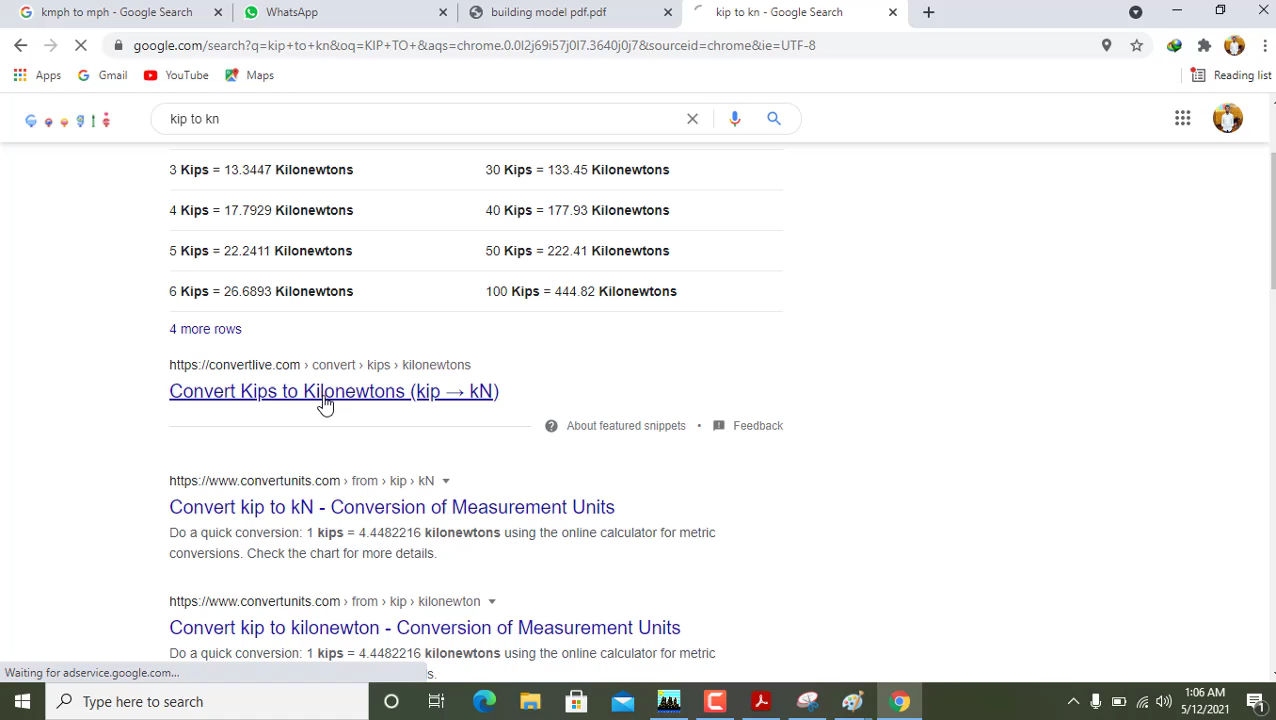 kmph to mph - Google Search
WhatsApp
building model pdf.pdf
kip to kn - Google Search
google.com/search?q=kip+to+kn&oq=KIP+TO+&aqs=chrome.0.0l2j69i57j0l7.3640j0j7&sourceid=chrome&ie=UTF-8
Apps
Gmail
YouTube
Maps
Reading list
kip to kn
3 Kips = 13.3447 Kilonewtons
30 Kips = 133.45 Kilonewtons
4 Kips = 17.7929 Kilonewtons
40 Kips = 177.93 Kilonewtons
5 Kips = 22.2411 Kilonewtons
50 Kips = 222.41 Kilonewtons
6 Kips = 26.6893 Kilonewtons
100 Kips = 444.82 Kilonewtons
4 more rows
https://convertlive.com › convert › kips › kilonewtons
Convert Kips to Kilonewtons (kip → kN)
About featured snippets • Feedback
https://www.convertunits.com › from › kip › kN
Convert kip to kN - Conversion of Measurement Units
Do a quick conversion: 1 kips = 4.4482216 kilonewtons using the online calculator for metric
conversions. Check the chart for more details.
https://www.convertunits.com › from › kip › kilonewton
Convert kip to kilonewton - Conversion of Measurement Units
Do a quick conversion: 1 kips = 4.4482216 kilonewtons using the online calculator for metric
Waiting for adservice.google.com...
Type here to search
1:06 AM
5/12/2021